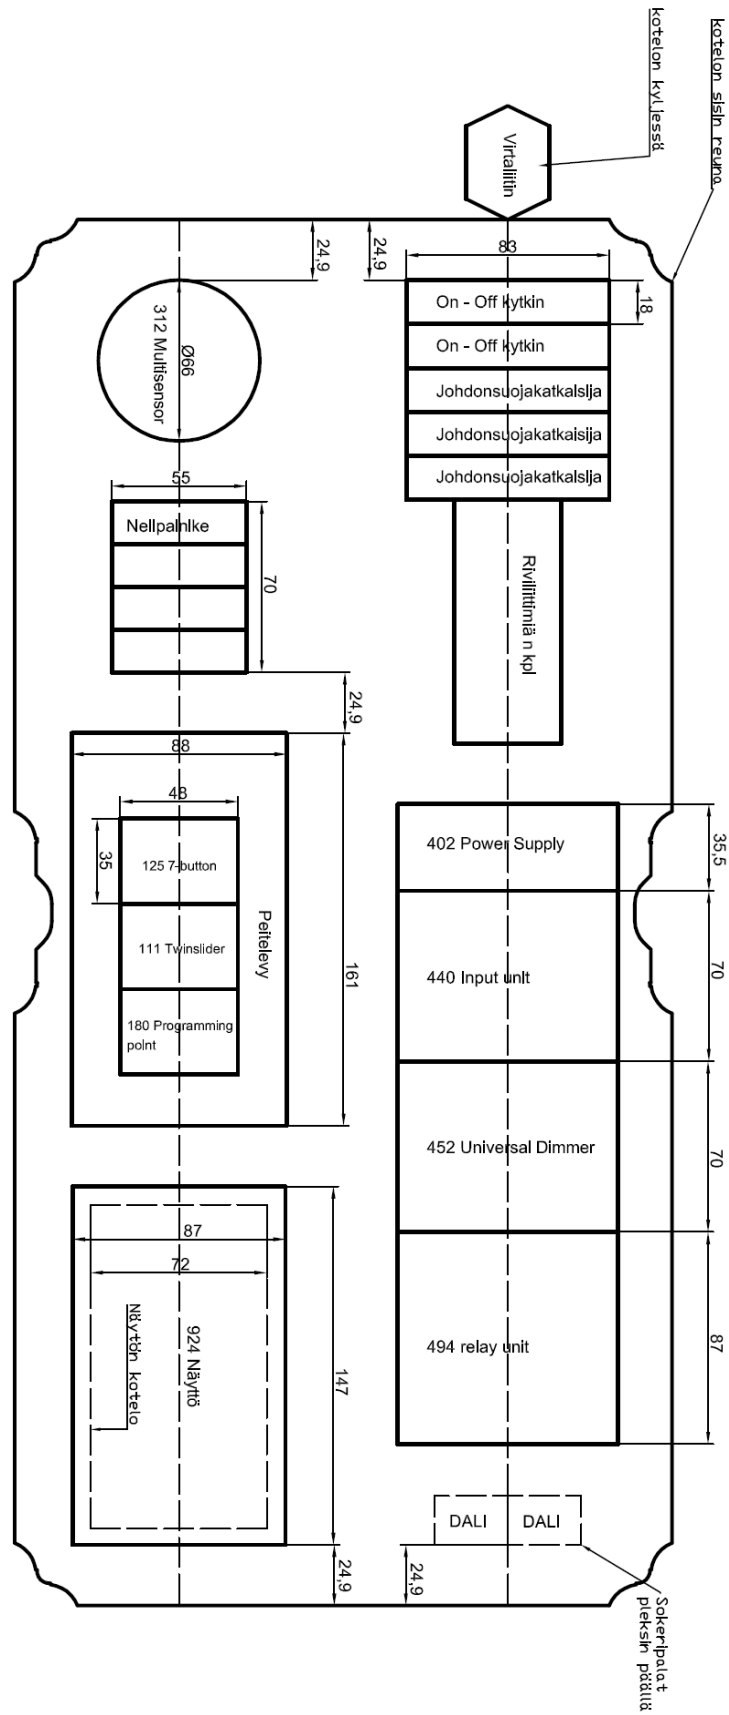 kotelon sisin reuna
kotelon kyljessä
Virtaliitin
24,9
24,9
83
18
On - Off kytkin
On - Off kytkin
Johdonsuojakatkaisija
Johdonsuojakatkaisija
Johdonsuojakatkaisija
Ø66
312 Multisensor
55
Nelipainike
70
Riviliittimiä n kpl
24,9
88
48
35
125 7-button
111 Twinslider
180 Programming
point
Peitelevy
161
402 Power Supply
35,5
440 Input unit
70
452 Universal Dimmer
70
494 relay unit
87
87
72
924 Näyttö
Näytön kotelo
147
DALI
DALI
24,9
24,9
Sokeripalat
pleksin päällä